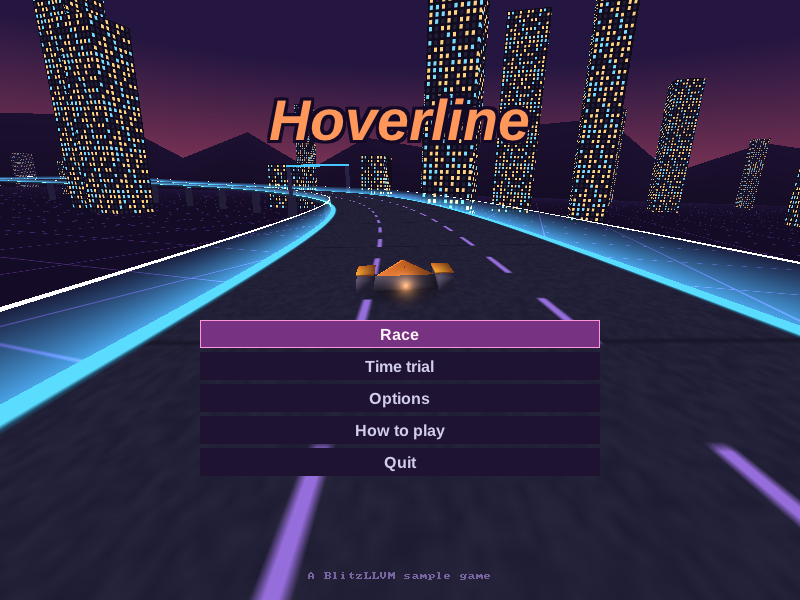 Hoverline
Race
Time trial
Options
How to play
Quit
A BlitzLLVM sample game